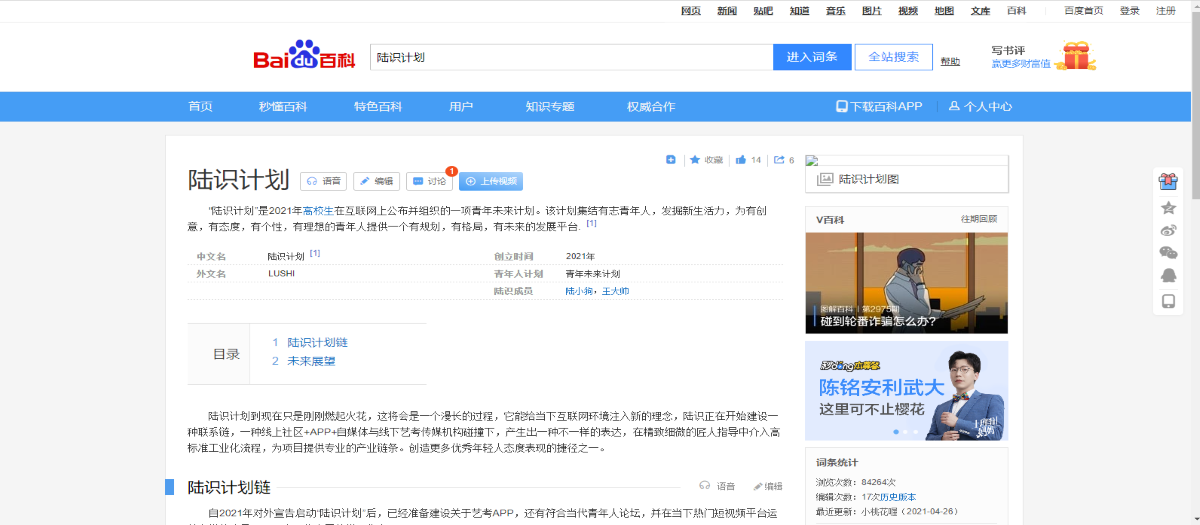 网页 新闻 贴吧 知道 音乐 图片 视频 地图 文库 百科 百度首页 登录 注册
Baidu百科 陆识计划 进入词条 全站搜索 帮助 写书评
赢更多财富值
首页 秒懂百科 特色百科 用户 知识专题 权威合作 下载百科APP 个人中心
收藏 14 6
陆识计划 语音 编辑 讨论 1 上传视频
陆识计划图
“陆识计划”是2021年高校生在互联网上公布并组织的一项青年未来计划。该计划集结有志青年人，发掘新生活力，为有创
意，有态度，有个性，有理想的青年人提供一个有规划，有格局，有未来的发展平台. [1]
中文名 陆识计划 [1] 创立时间 2021年
外文名 LUSHI 青年人计划 青年未来计划
陆识成员 陆小狗，王大帅
目录
1 陆识计划链
2 未来展望
陆识计划到现在只是刚刚燃起火花，这将会是一个漫长的过程，它能给当下互联网环境注入新的理念，陆识正在开始建设一
种联系链，一种线上社区+APP+自媒体与线下艺考传媒机构碰撞下，产生出一种不一样的表达，在精致细微的匠人指导中介入高
标准工业化流程，为项目提供专业的产业链条。创造更多优秀年轻人态度表现的捷径之一。
陆识计划链 语音 编辑
自2021年对外宣告启动“陆识计划”后，已经准备建设关于艺考APP，还有符合当代青年人论坛，并在当下热门短视频平台运
V百科 往期回顾
图解百科 | 第2975期
碰到轮番诈骗怎么办？
秒dong本尊答
陈铭安利武大
这里可不止樱花
词条统计
浏览次数：84264次
编辑次数：17次历史版本
最近更新：小桃花喔（2021-04-26）